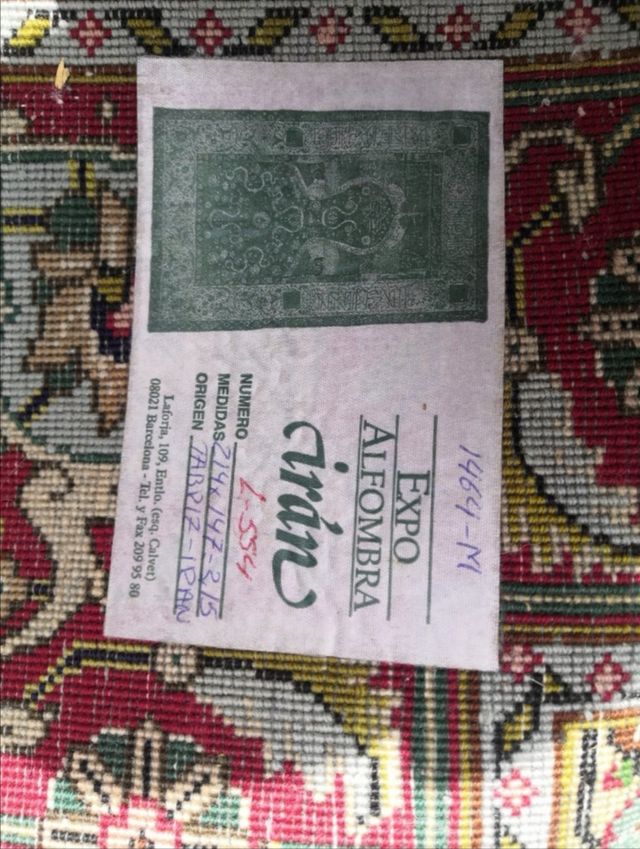 1464-M
EXPO
ALFOMBRA
irán
NUMERO L-554
MEDIDAS 214x147-3,15
ORIGEN TABRIZ-IRAN
Laforja, 109, Entlo. (esq. Calvet)
08021 Barcelona - Tel. y Fax 209 95 80